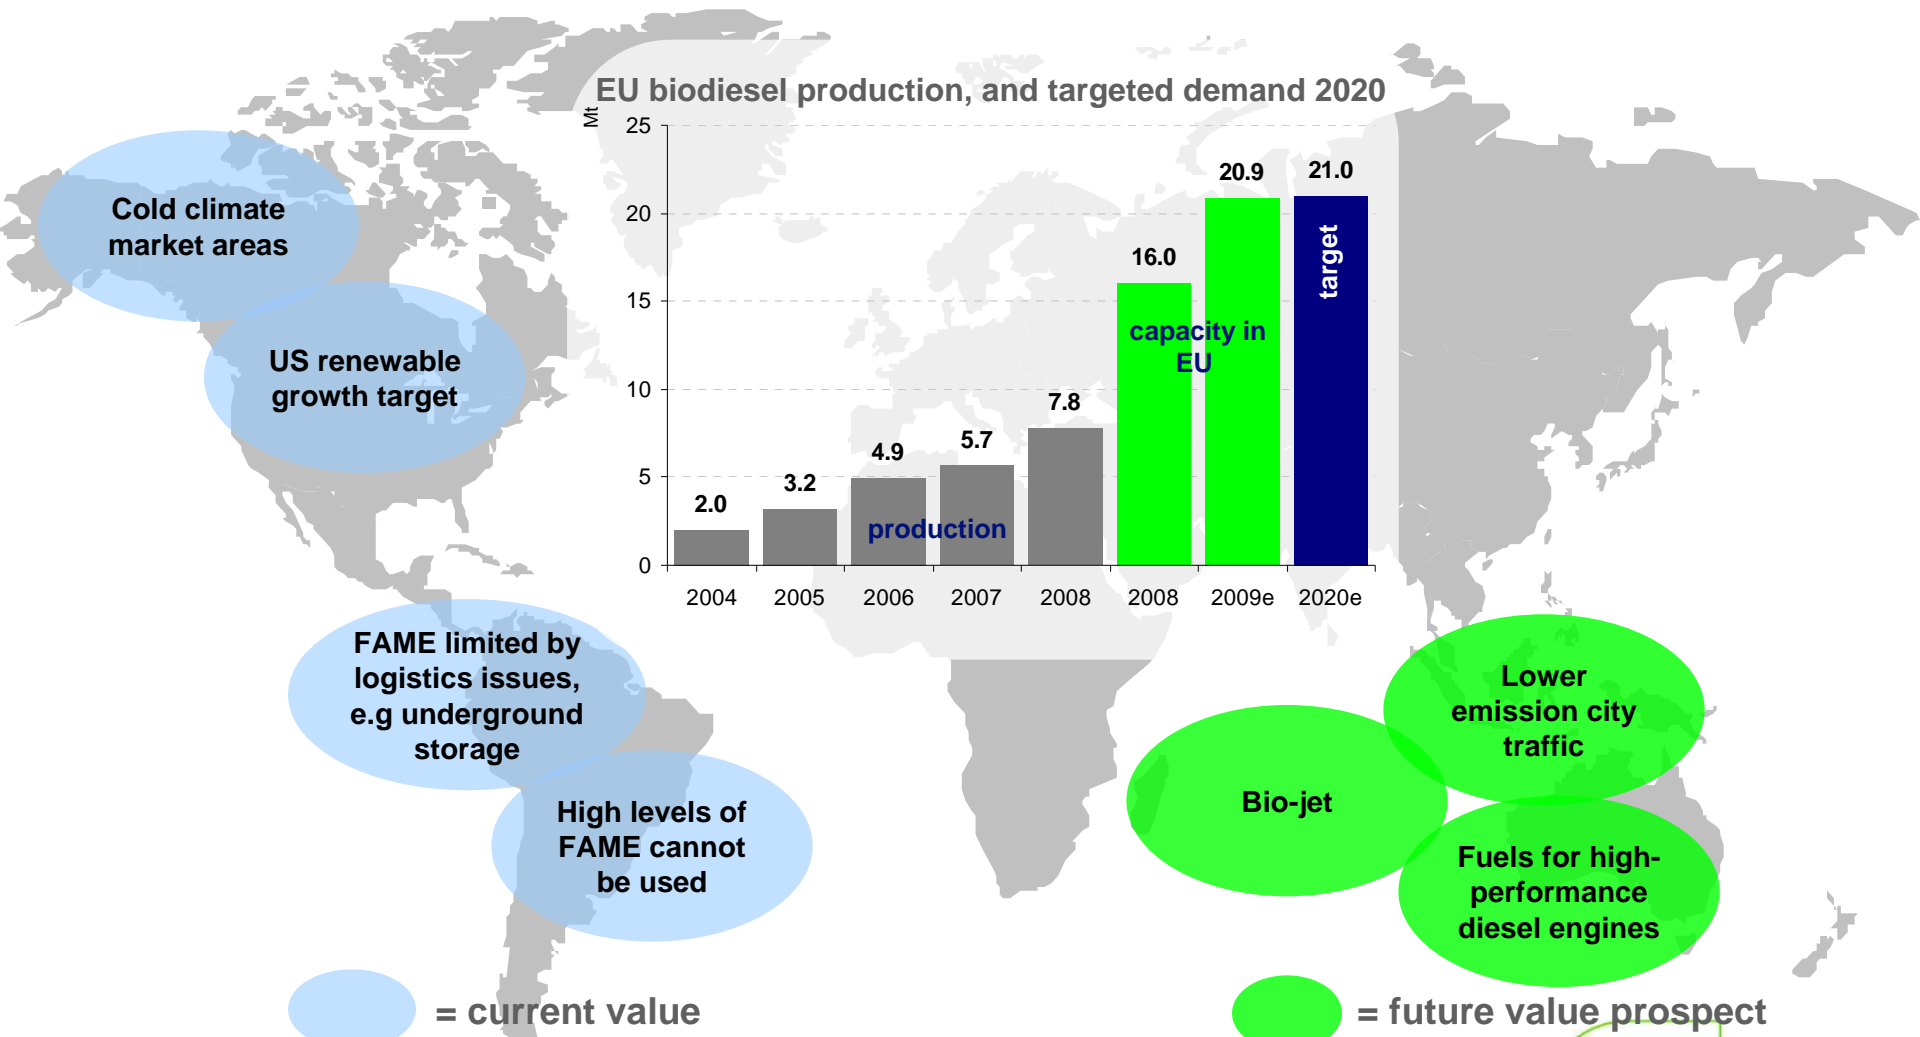 EU biodiesel production, and targeted demand 2020
Mt
25
20
15
10
5
0
2.0
3.2
4.9
5.7
7.8
16.0
20.9
21.0
production
capacity in
EU
target
2004
2005
2006
2007
2008
2008
2009e
2020e
Cold climate
market areas
US renewable
growth target
FAME limited by
logistics issues,
e.g underground
storage
High levels of
FAME cannot
be used
Lower
emission city
traffic
Bio-jet
Fuels for high-
performance
diesel engines
= current value
= future value prospect